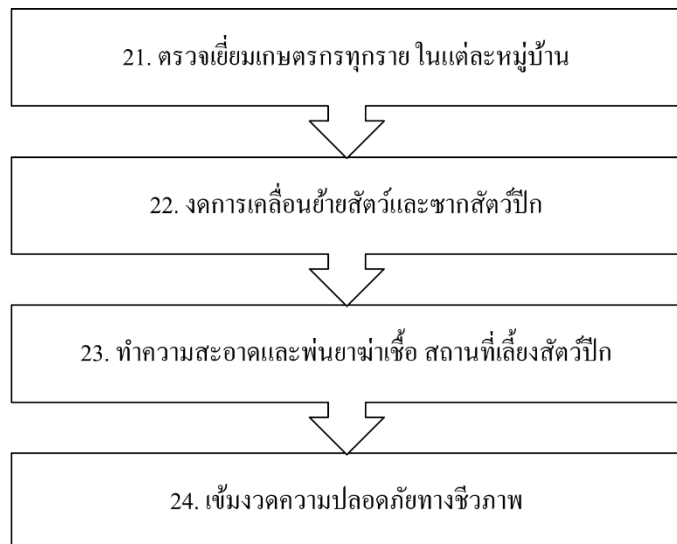 21. ตรวจเยี่ยมเกษตรกรทุกราย ในแต่ละหมู่บ้าน
22. งดการเคลื่อนย้ายสัตว์และซากสัตว์ปีก
23. ทำความสะอาดและพ่นยาฆ่าเชื้อ สถานที่เลี้ยงสัตว์ปีก
24. เข้มงวดความปลอดภัยทางชีวภาพ